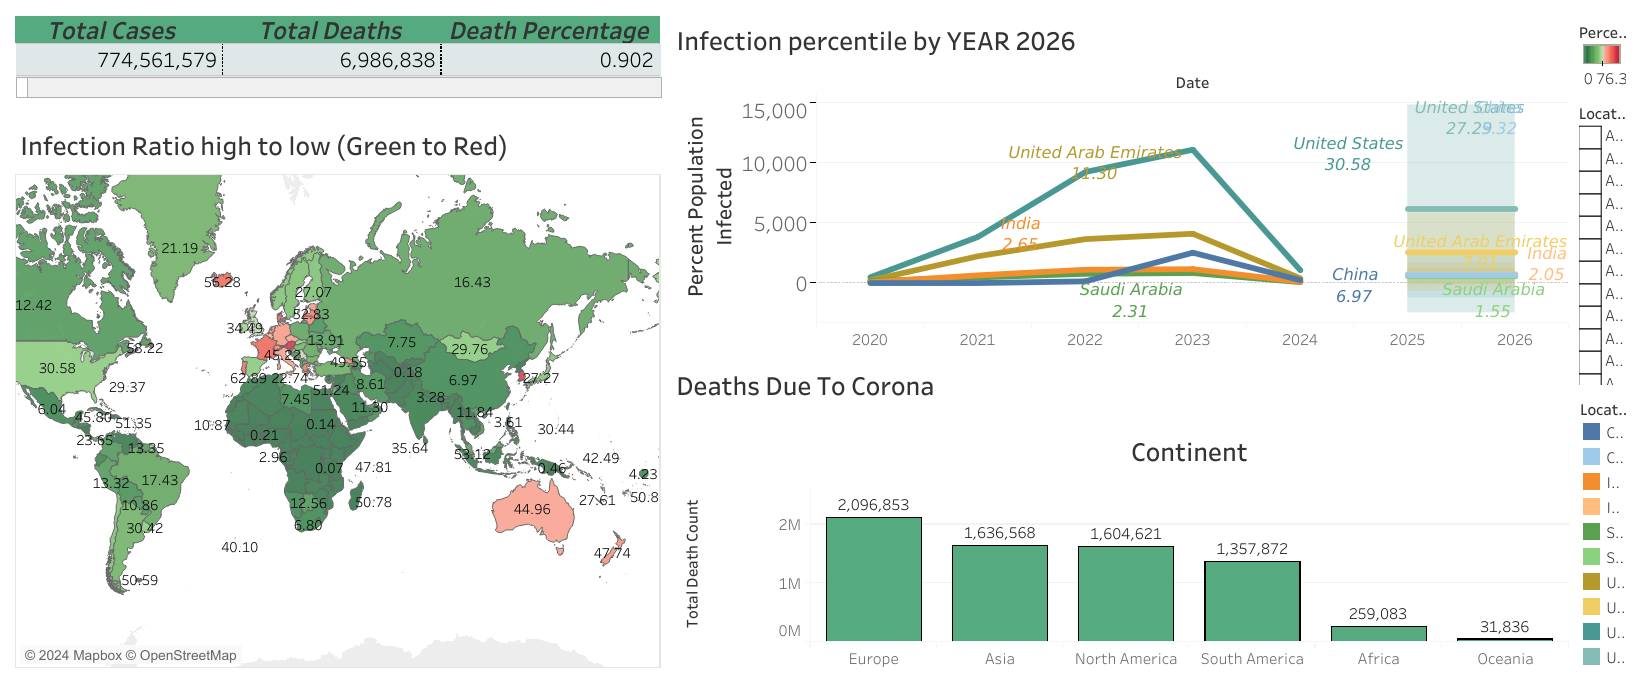 Total Cases Total Deaths Death Percentage
774,561,579 6,986,838 0.902
Infection Ratio high to low (Green to Red)
21.19
56.28
16.43
27.07
12.42
52.83
34.49
13.91
58.22
7.75
29.76
45.22
49.55
30.58
0.18
62.89 22.74
6.97
27.27
29.37
8.61
51.24
7.45
3.28
6.04
11.30
11.84
45.80
51.35
10.87
0.14
3.61
30.44
0.21
23.65
13.35
35.64
2.96
53.12
42.49
0.07
47.81
0.46
4.23
13.32
17.43
50.78
27.61
50.8
10.86
12.56
44.96
30.42
6.80
40.10
47.74
50.59
© 2024 Mapbox © OpenStreetMap
Infection percentile by YEAR 2026
Date
Percent Population
Infected
15,000
10,000
5,000
0
United Arab Emirates
11.30
India
2.65
United States
30.58
China
6.97
Saudi Arabia
2.31
United States
27.29
9.32
United Arab Emirates
India
2.05
Saudi Arabia
1.55
2020 2021 2022 2023 2024 2025 2026
Deaths Due To Corona
Continent
Total Death Count
2M
1M
0M
2,096,853
1,636,568
1,604,621
1,357,872
259,083
31,836
Europe Asia North America South America Africa Oceania
Perce..
0 76.3
Locat..
A..
A..
A..
A..
A..
A..
A..
A..
A..
A..
A..
Locat..
C..
C..
I..
I..
S..
S..
U..
U..
U..
U..